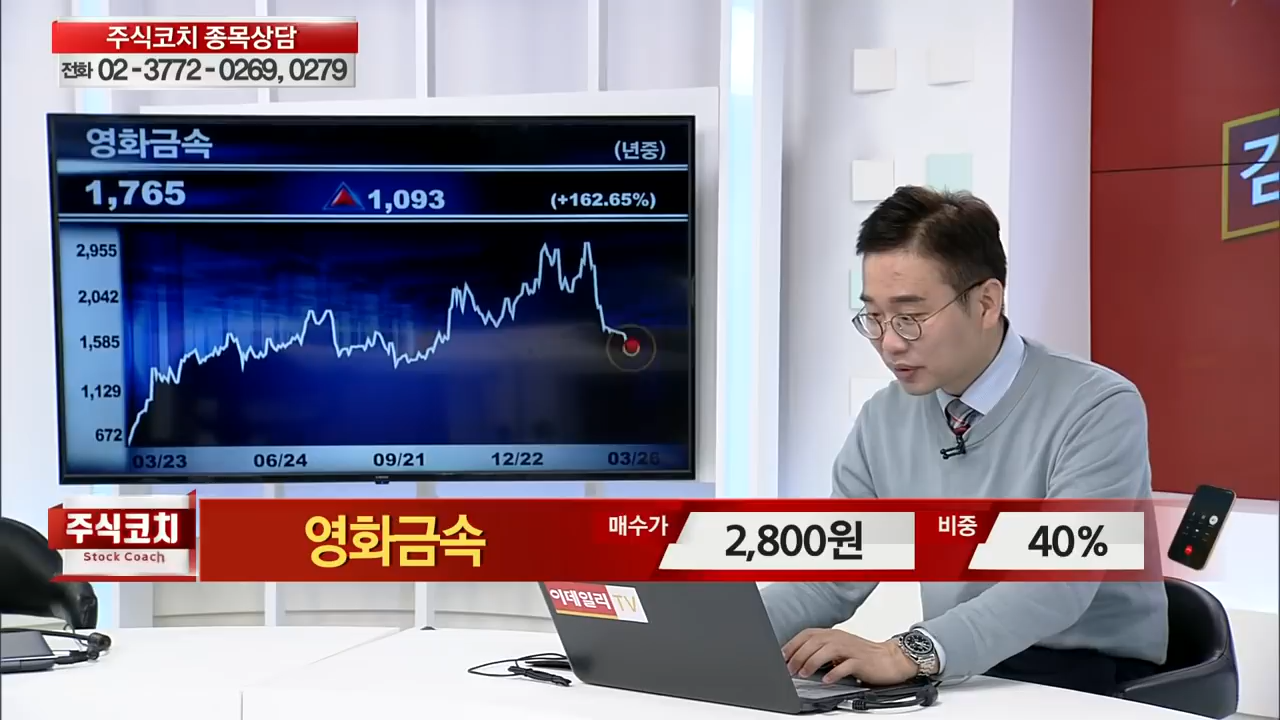 주식코치 종목상담
전화 02-3772-0269, 0279
영화금속
(년중)
1,765
▲ 1,093
(+162.65%)
2,955
2,042
1,585
1,129
672
03/23
06/24
09/21
12/22
03/26
김
주식코치
Stock Coach
영화금속
매수가
2,800원
비중
40%
이데일리TV